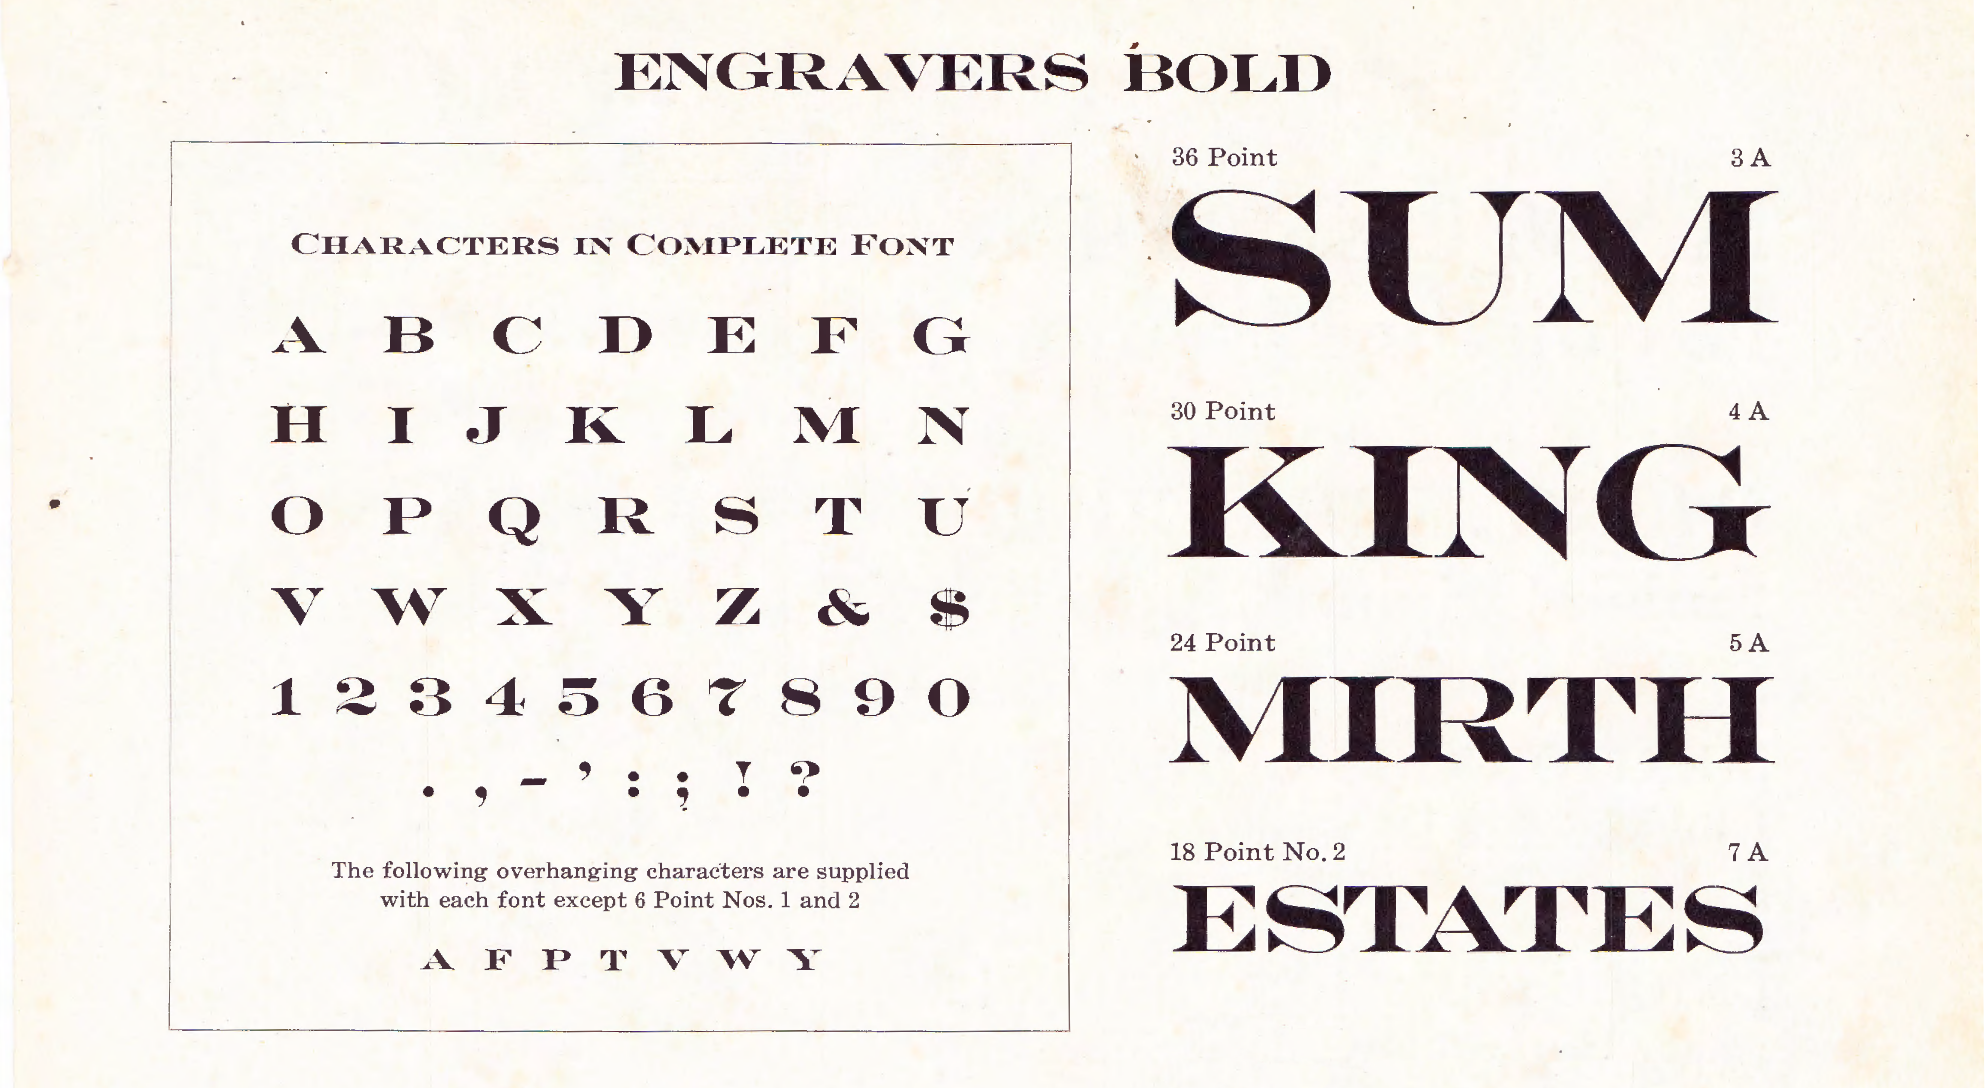 ENGRAVERS BOLD
CHARACTERS IN COMPLETE FONT
A B C D E F G
H I J K L M N
O P Q R S T U
V W X Y Z & $
1 2 3 4 5 6 7 8 9 0
. , - ’ : ; ! ?
The following overhanging characters are supplied
with each font except 6 Point Nos. 1 and 2
A F P T V W Y
36 Point 3 A
SUM
30 Point 4 A
KING
24 Point 5 A
MIRTH
18 Point No. 2 7 A
ESTATES